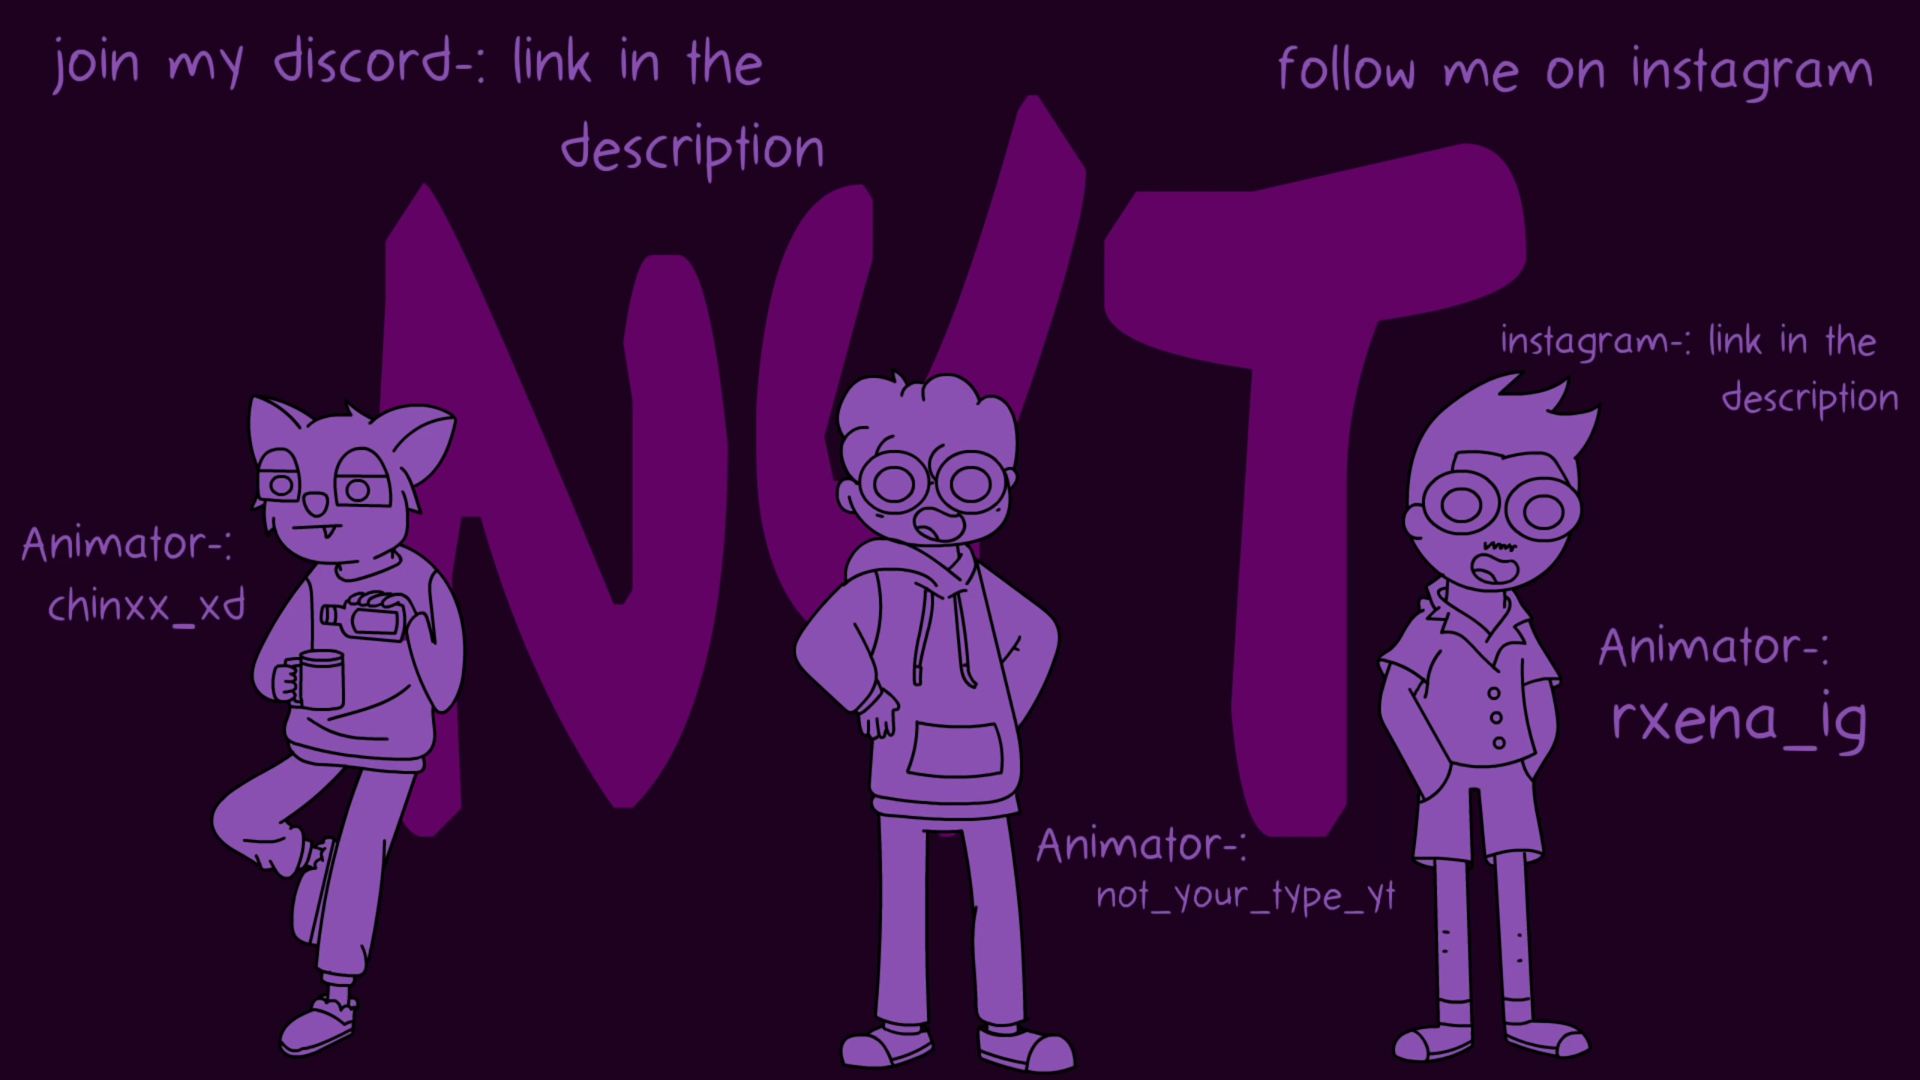 join my discord-: link in the
description
follow me on instagram
NYT
instagram-: link in the
description
Animator-:
chinxx_xd
Animator-:
rxena_ig
Animator-:
not_your_type_yt